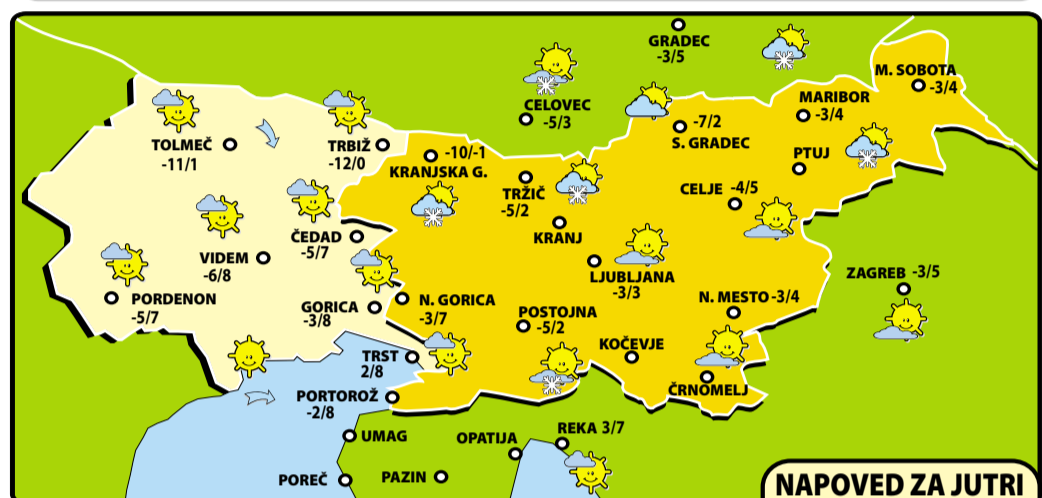 GRADEC
-3/5
M. SOBOTA
-3/4
CELOVEC
-5/3
MARIBOR
-3/4
-7/2
S. GRADEC
TOLMEČ
-11/1
TRBIŽ
-12/0
-10/-1
KRANJSKA G.
PTUJ
TRŽIČ
-5/2
CELJE -4/5
KRANJ
ČEDAD
-5/7
VIDEM
-6/8
LJUBLJANA
-3/3
ZAGREB -3/5
PORDENON
-5/7
GORICA
-3/8
N. GORICA
-3/7
N. MESTO -3/4
POSTOJNA
-5/2
KOČEVJE
TRST
2/8
ČRNOMELJ
PORTOROŽ
-2/8
UMAG
OPATIJA
REKA 3/7
POREČ
PAZIN
NAPOVED ZA JUTRI